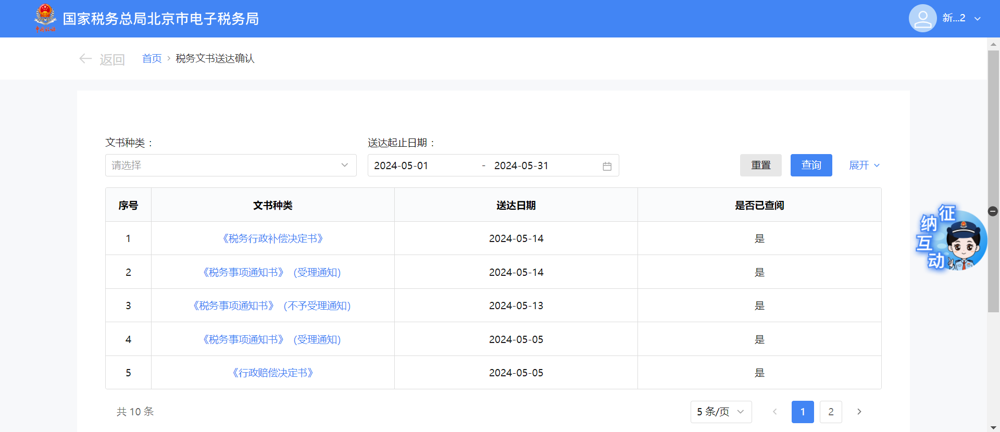 国家税务总局北京市电子税务局
新...2
返回 首页 > 税务文书送达确认
文书种类：
送达起止日期：
请选择
2024-05-01 - 2024-05-31
重置 查询 展开
序号 文书种类 送达日期 是否已查阅
1 《税务行政补偿决定书》 2024-05-14 是
2 《税务事项通知书》（受理通知） 2024-05-14 是
3 《税务事项通知书》（不予受理通知） 2024-05-13 是
4 《税务事项通知书》（受理通知） 2024-05-05 是
5 《行政赔偿决定书》 2024-05-05 是
共 10 条
5 条/页 < 1 2 >
征纳互动